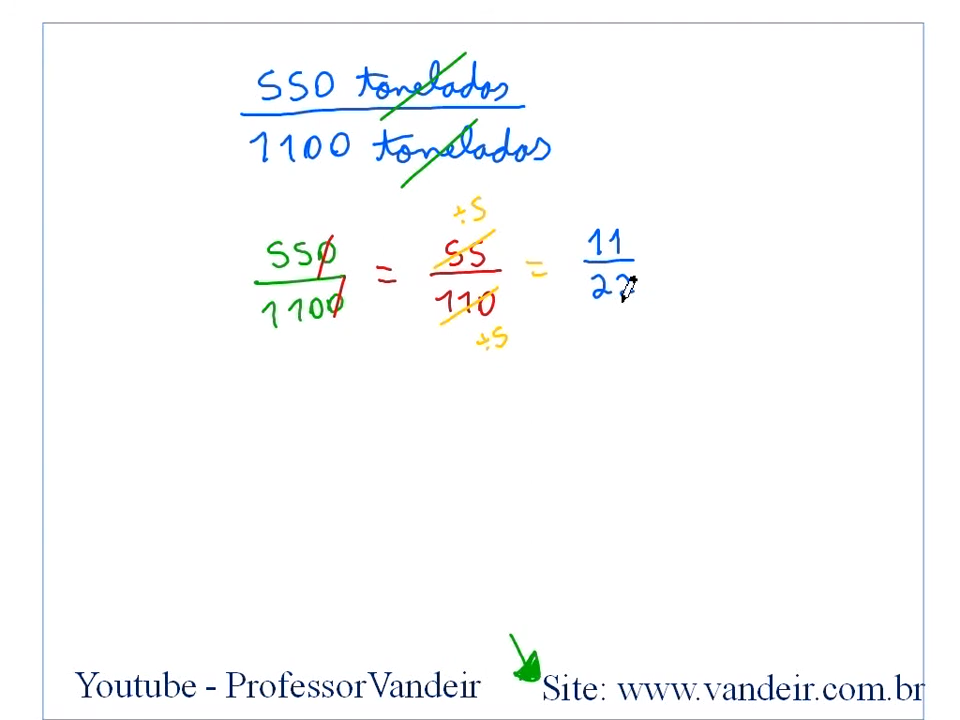 550 toneladas
1100 toneladas
÷5
550 = 55 = 11
1100 110 22
÷5
Youtube - ProfessorVandeir
Site: www.vandeir.com.br